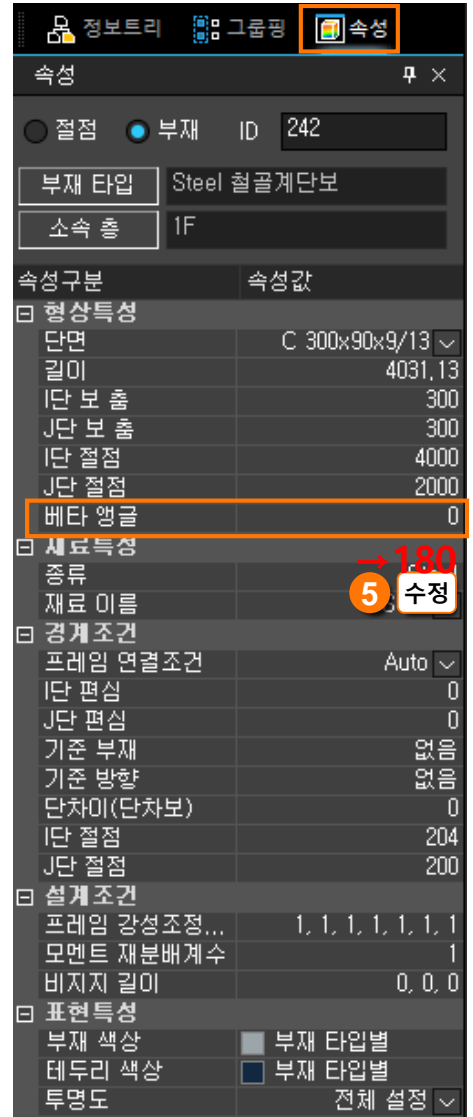 정보트리 그룹핑 속성
속성
절점 부재 ID 242
부재 타입 Steel 철골계단보
소속 층 1F
속성구분 속성값
형상특성
단면 C 300x90x9/13
길이 4031,13
I단 보 춤 300
J단 보 춤 300
I단 절점 4000
J단 절점 2000
베타 앵글 0
재료특성
→180
종류
5 수정
재료 이름
경계조건
프레임 연결조건 Auto
I단 편심 0
J단 편심 0
기준 부재 없음
기준 방향 없음
단차이(단차보) 0
I단 절점 204
J단 절점 200
설계조건
프레임 강성조정... 1, 1, 1, 1, 1, 1, 1
모멘트 재분배계수 1
비지지 길이 0, 0, 0
표현특성
부재 색상 부재 타입별
테두리 색상 부재 타입별
투명도 전체 설정